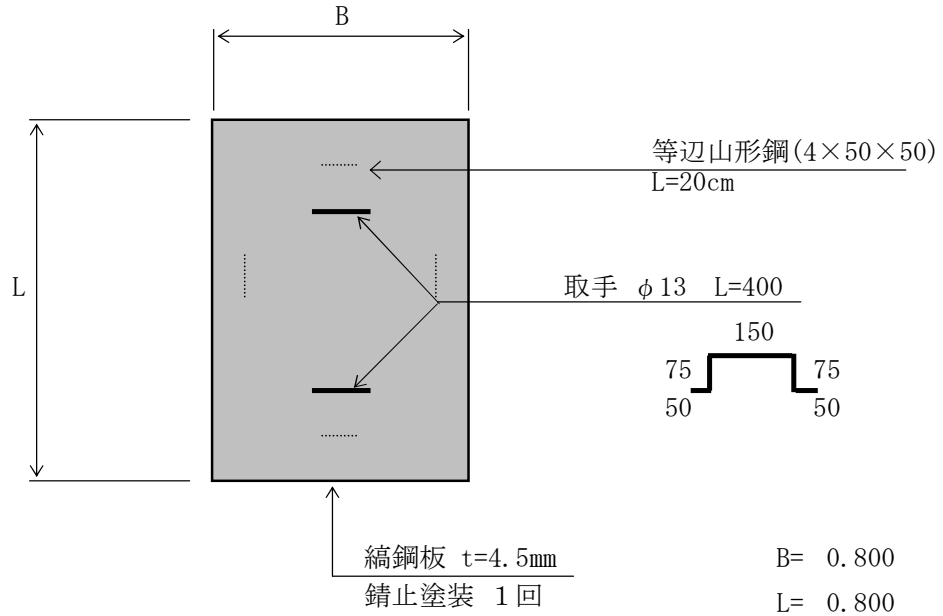 B
等辺山形鋼(4×50×50)
L=20cm
L
取手 φ13 L=400
150
75 75
50 50
縞鋼板 t=4.5mm
錆止塗装 1回
B= 0.800
L= 0.800